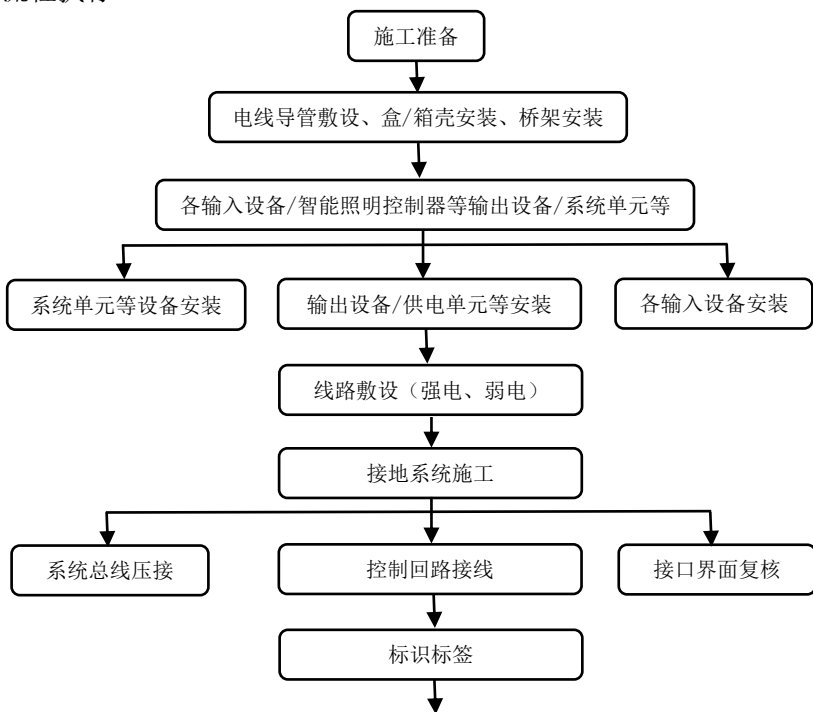 施工准备
电线导管敷设、盒/箱壳安装、桥架安装
各输入设备/智能照明控制器等输出设备/系统单元等
系统单元等设备安装
输出设备/供电单元等安装
各输入设备安装
线路敷设（强电、弱电）
接地系统施工
系统总线压接
控制回路接线
接口界面复核
标识标签